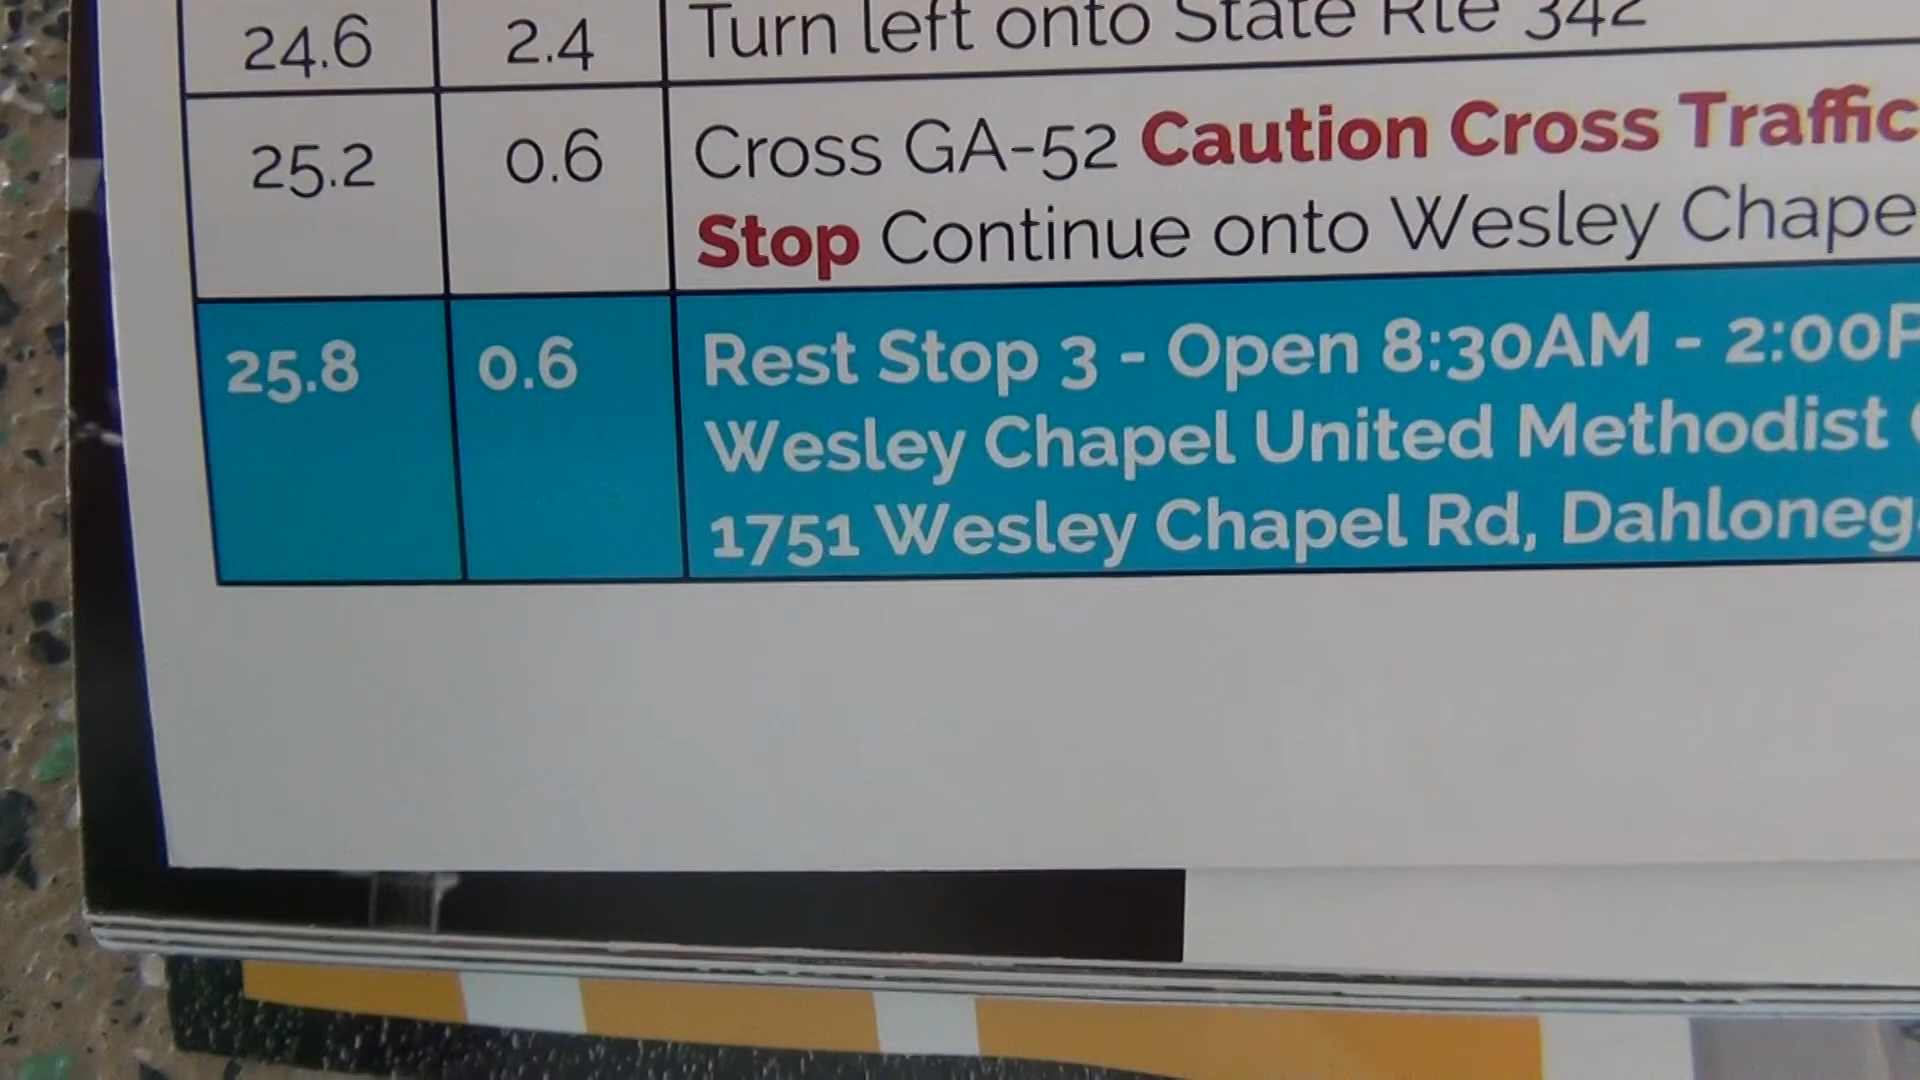 24.6 2.4 Turn left onto State Rte 342
25.2 0.6 Cross GA-52 Caution Cross Traffic
Stop Continue onto Wesley Chape
25.8 0.6 Rest Stop 3 - Open 8:30AM - 2:00P
Wesley Chapel United Methodist
1751 Wesley Chapel Rd, Dahloneg